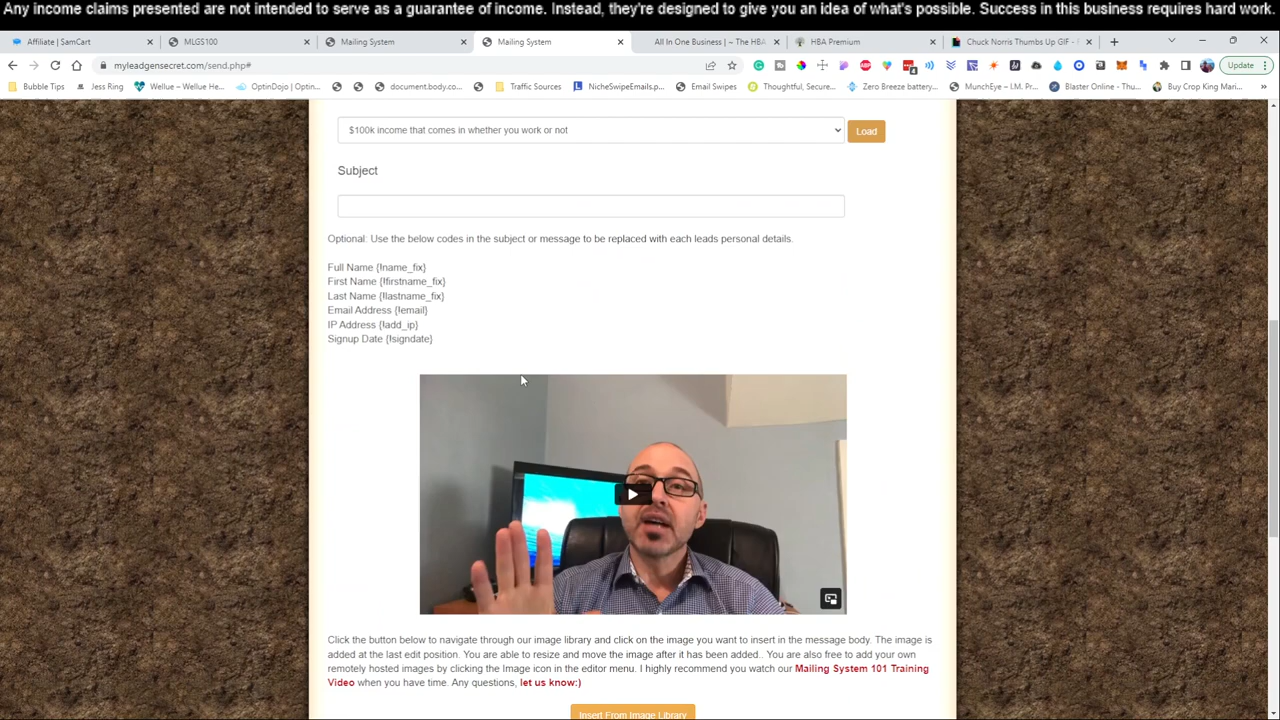 Any income claims presented are not intended to serve as a guarantee of income. Instead, they're designed to give you an idea of what's possible. Success in this business requires hard work.
Affiliate | SamCart
MLGS100
Mailing System
Mailing System
All In One Business | ~ The HBA
HBA Premium
Chuck Norris Thumbs Up GIF -
myleadgensecret.com/send.php#
Update
Bubble Tips
Jess Ring
Wellue – Wellue He...
OptinDojo | Optin...
document.body.co...
Traffic Sources
NicheSwipeEmails.p...
Email Swipes
Thoughtful, Secure...
Zero Breeze battery...
MunchEye – I.M. Pr...
Blaster Online - Thu...
Buy Crop King Mari...
$100k income that comes in whether you work or not
Load
Subject
Optional: Use the below codes in the subject or message to be replaced with each leads personal details.
Full Name {!name_fix}
First Name {!firstname_fix}
Last Name {!lastname_fix}
Email Address {!email}
IP Address {!add_ip}
Signup Date {!signdate}
Click the button below to navigate through our image library and click on the image you want to insert in the message body. The image is
added at the last edit position. You are able to resize and move the image after it has been added.. You are also free to add your own
remotely hosted images by clicking the Image icon in the editor menu. I highly recommend you watch our Mailing System 101 Training
Video when you have time. Any questions, let us know:)
Insert From Image Library